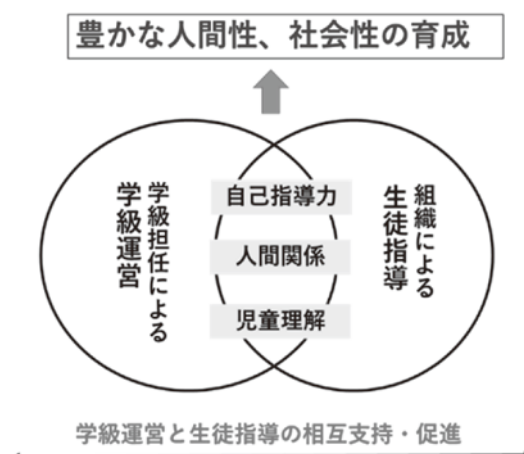 豊かな人間性、社会性の育成
学級担任による
学級運営
自己指導力
人間関係
児童理解
組織による
生徒指導
学級運営と生徒指導の相互支持・促進